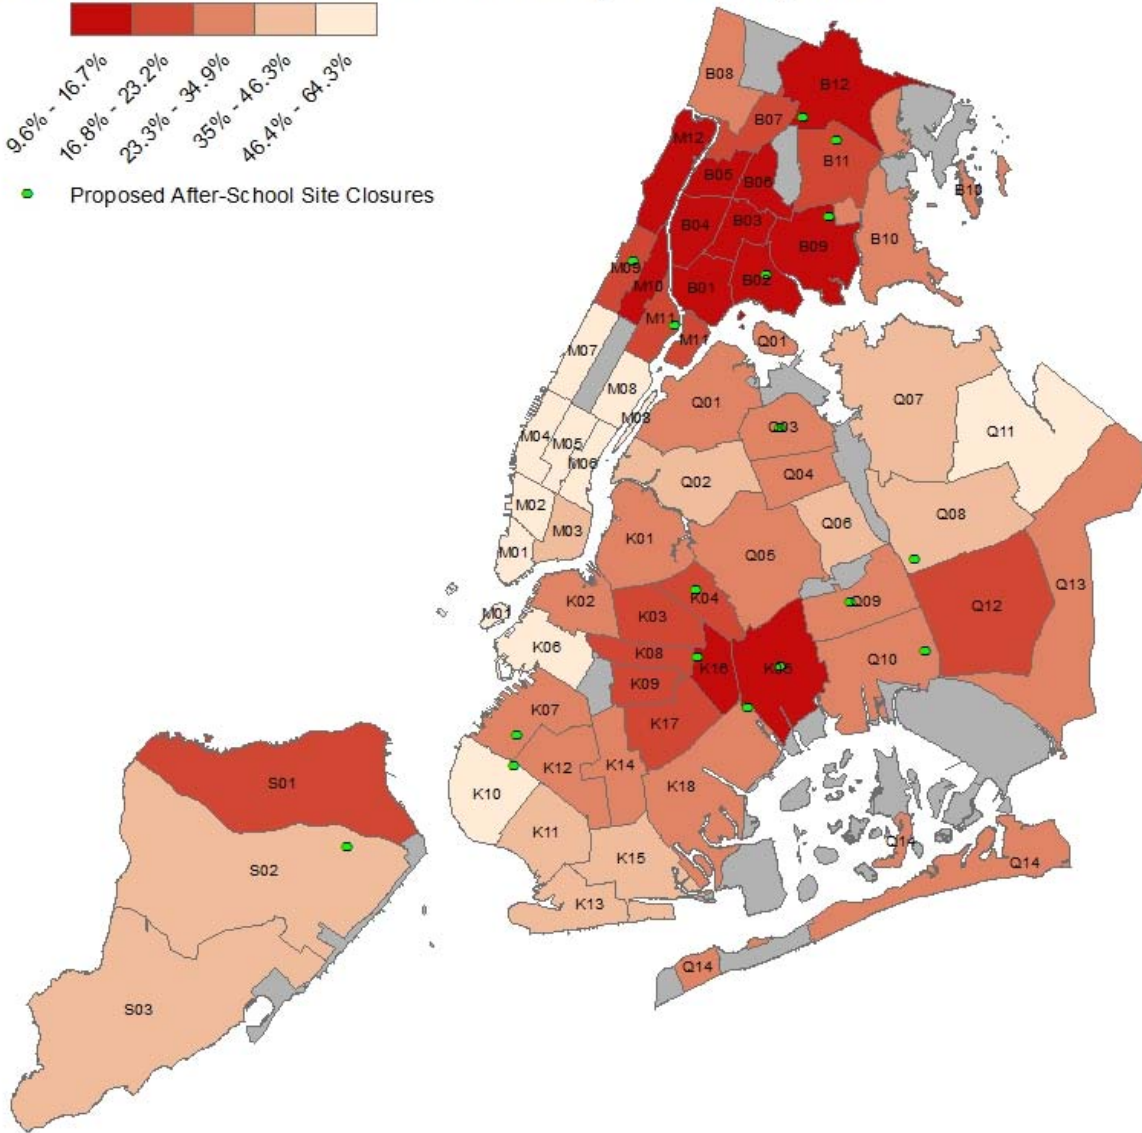 9.6% - 16.7%
16.8% - 23.2%
23.3% - 34.9%
35% - 46.3%
46.4% - 64.3%
Proposed After-School Site Closures
B08
B12
B07
M12
B11
B05
B06
B10
B04
B03
B09
B10
M09
M10
B01
B02
M11
M11
Q01
M07
M08
Q01
Q07
M08
Q03
Q11
M04
M05
M06
Q04
Q02
M02
Q06
Q08
M03
M01
K01
Q05
Q13
K02
K04
Q09
Q12
M01
K03
K06
K08
K16
K05
Q10
K09
K07
K17
K12
K14
K18
S01
K10
K11
Q14
K15
Q14
S02
K13
Q14
S03